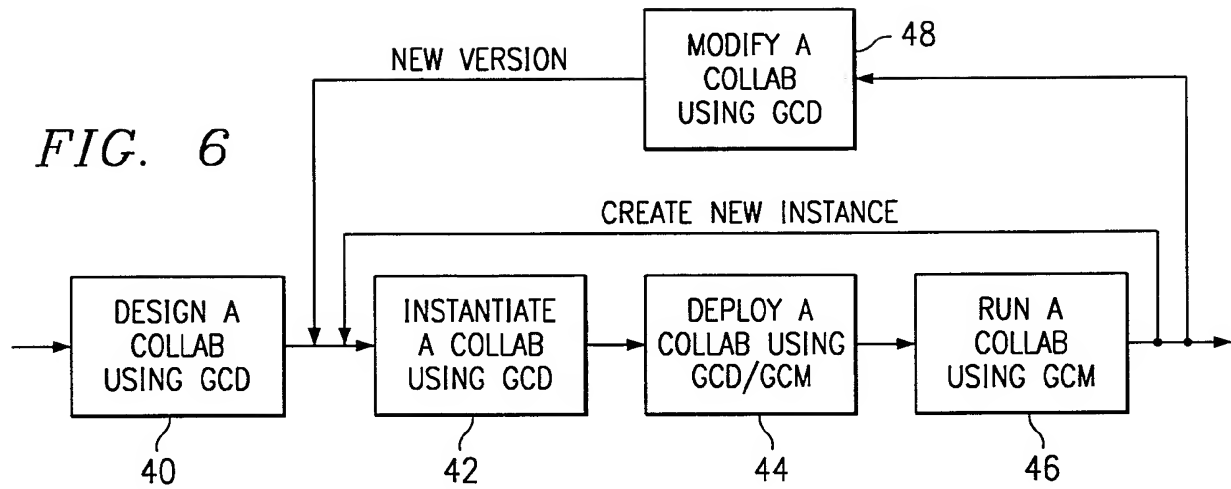 MODIFY A
COLLAB
USING GCD
48
NEW VERSION
FIG. 6
CREATE NEW INSTANCE
DESIGN A
COLLAB
USING GCD
INSTANTIATE
A COLLAB
USING GCD
DEPLOY A
COLLAB USING
GCD/GCM
RUN A
COLLAB
USING GCM
40
42
44
46